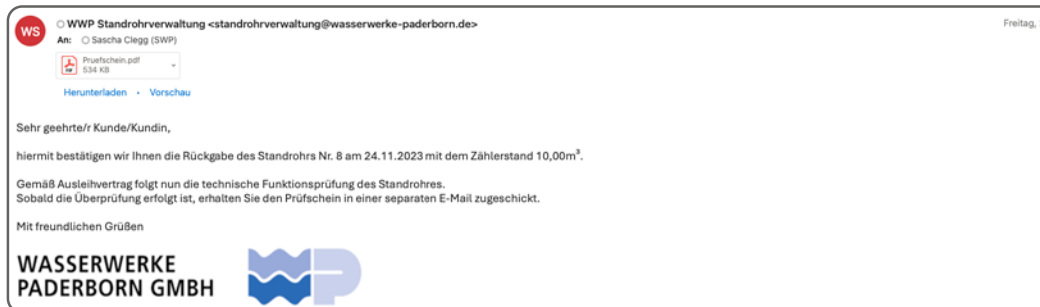 WS
WWP Standrohrverwaltung <standrohrverwaltung@wasserwerke-paderborn.de>
Freitag,
An: Sascha Clegg (SWP)
Pruefschein.pdf
534 KB
Herunterladen • Vorschau
Sehr geehrte/r Kunde/Kundin,
hiermit bestätigen wir Ihnen die Rückgabe des Standrohrs Nr. 8 am 24.11.2023 mit dem Zählerstand 10,00m³.
Gemäß Ausleihvertrag folgt nun die technische Funktionsprüfung des Standrohres.
Sobald die Überprüfung erfolgt ist, erhalten Sie den Prüfschein in einer separaten E-Mail zugeschickt.
Mit freundlichen Grüßen
WASSERWERKE
PADERBORN GMBH